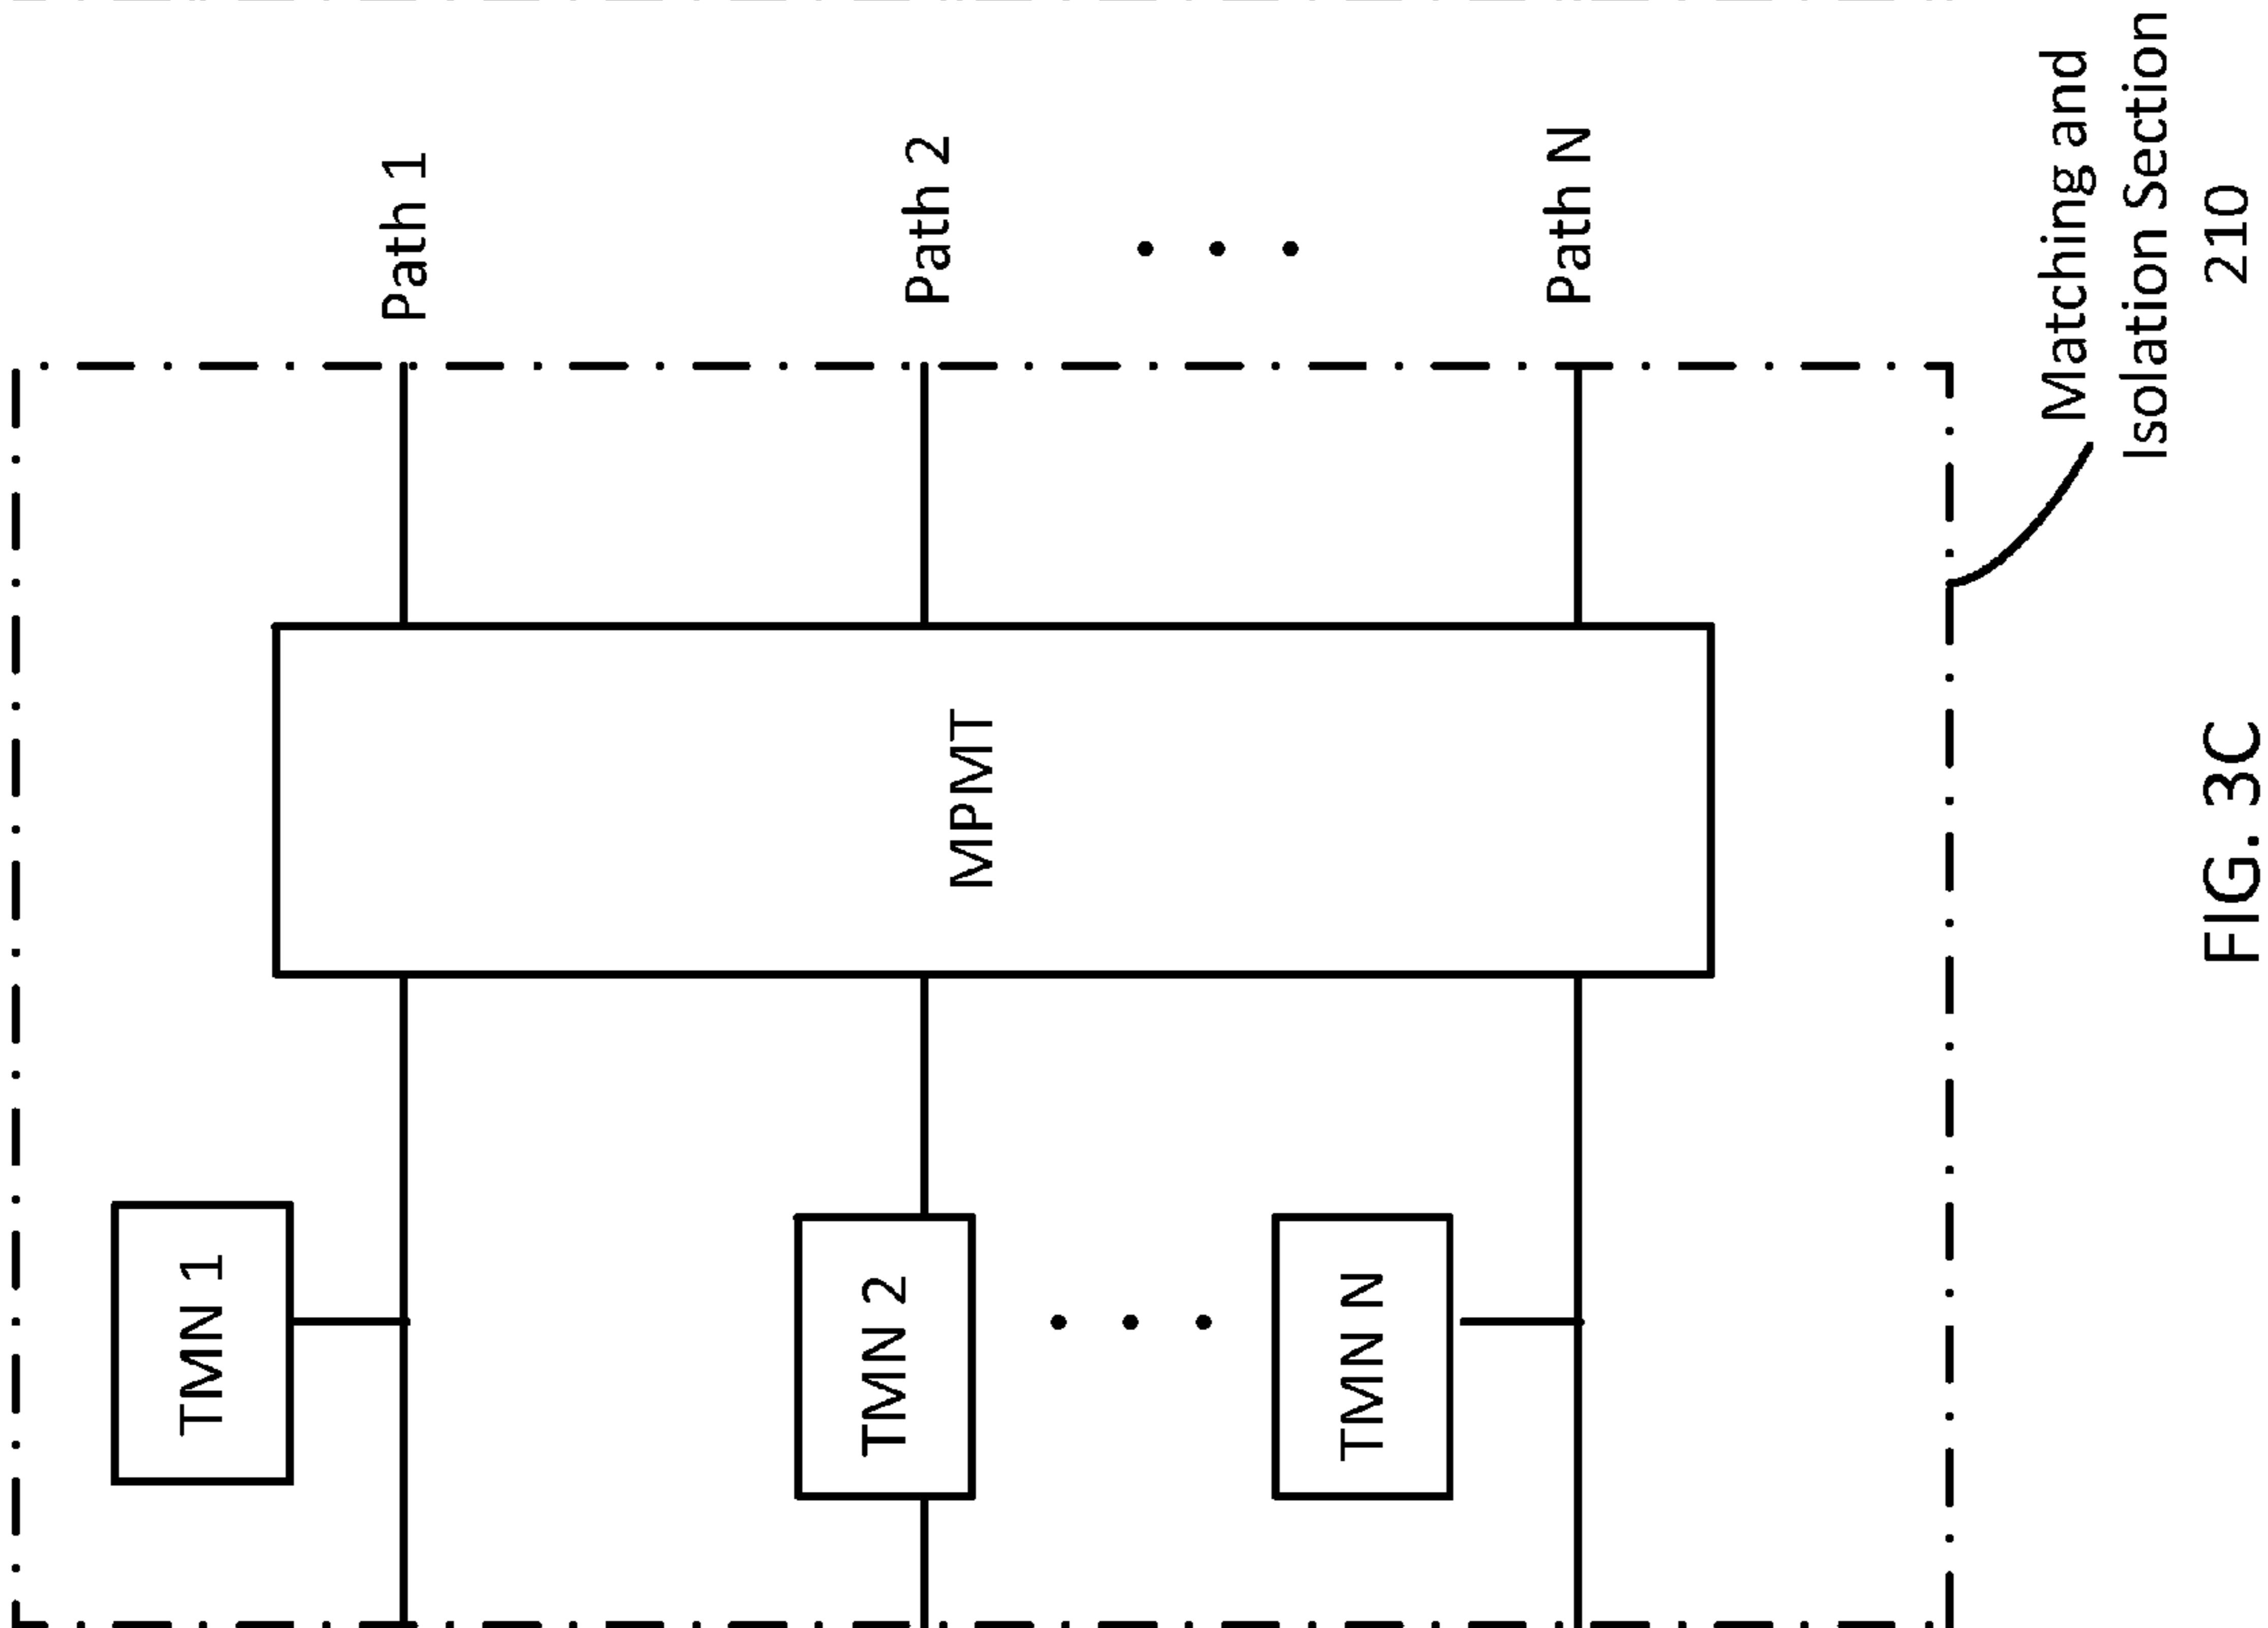 Path 1
Path 2
Path N
MPMT
TMN 1
TMN 2
TMN N
Matching and
Isolation Section
210
FIG. 3C